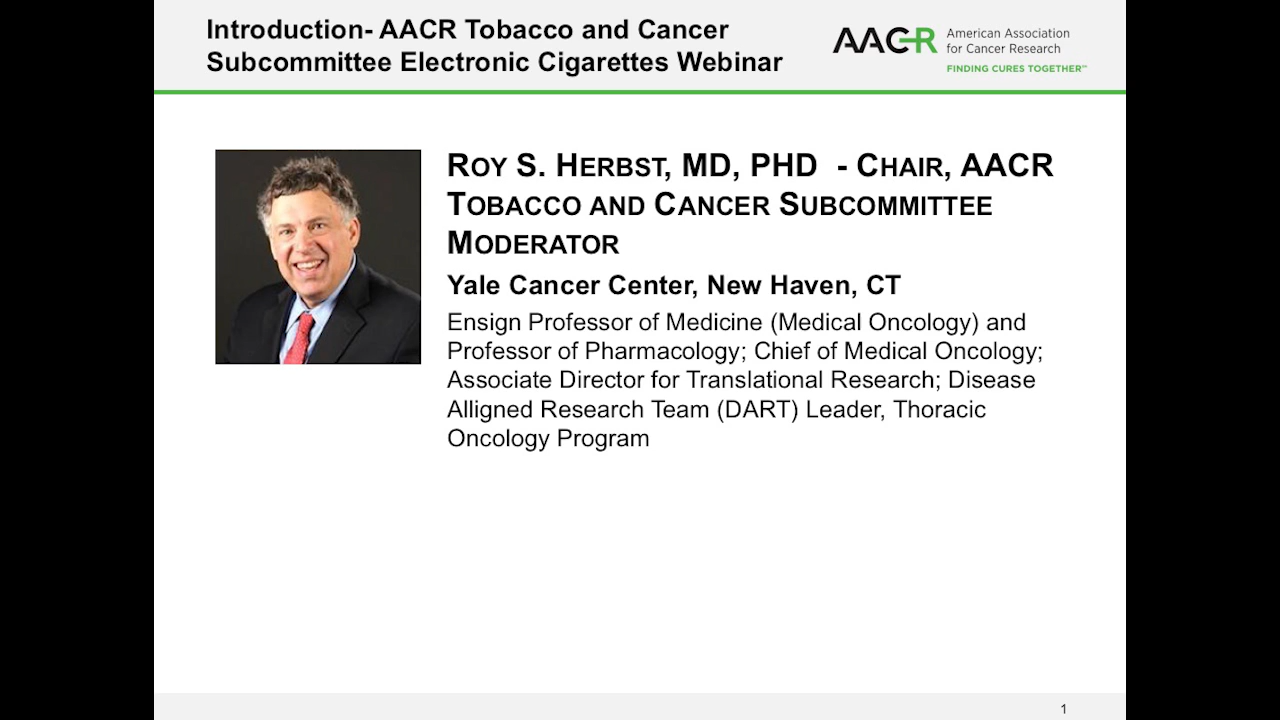 Introduction- AACR Tobacco and Cancer
Subcommittee Electronic Cigarettes Webinar
AACR
American Association
for Cancer Research
FINDING CURES TOGETHER™
ROY S. HERBST, MD, PHD - CHAIR, AACR
TOBACCO AND CANCER SUBCOMMITTEE
MODERATOR
Yale Cancer Center, New Haven, CT
Ensign Professor of Medicine (Medical Oncology) and
Professor of Pharmacology; Chief of Medical Oncology;
Associate Director for Translational Research; Disease
Alligned Research Team (DART) Leader, Thoracic
Oncology Program
1